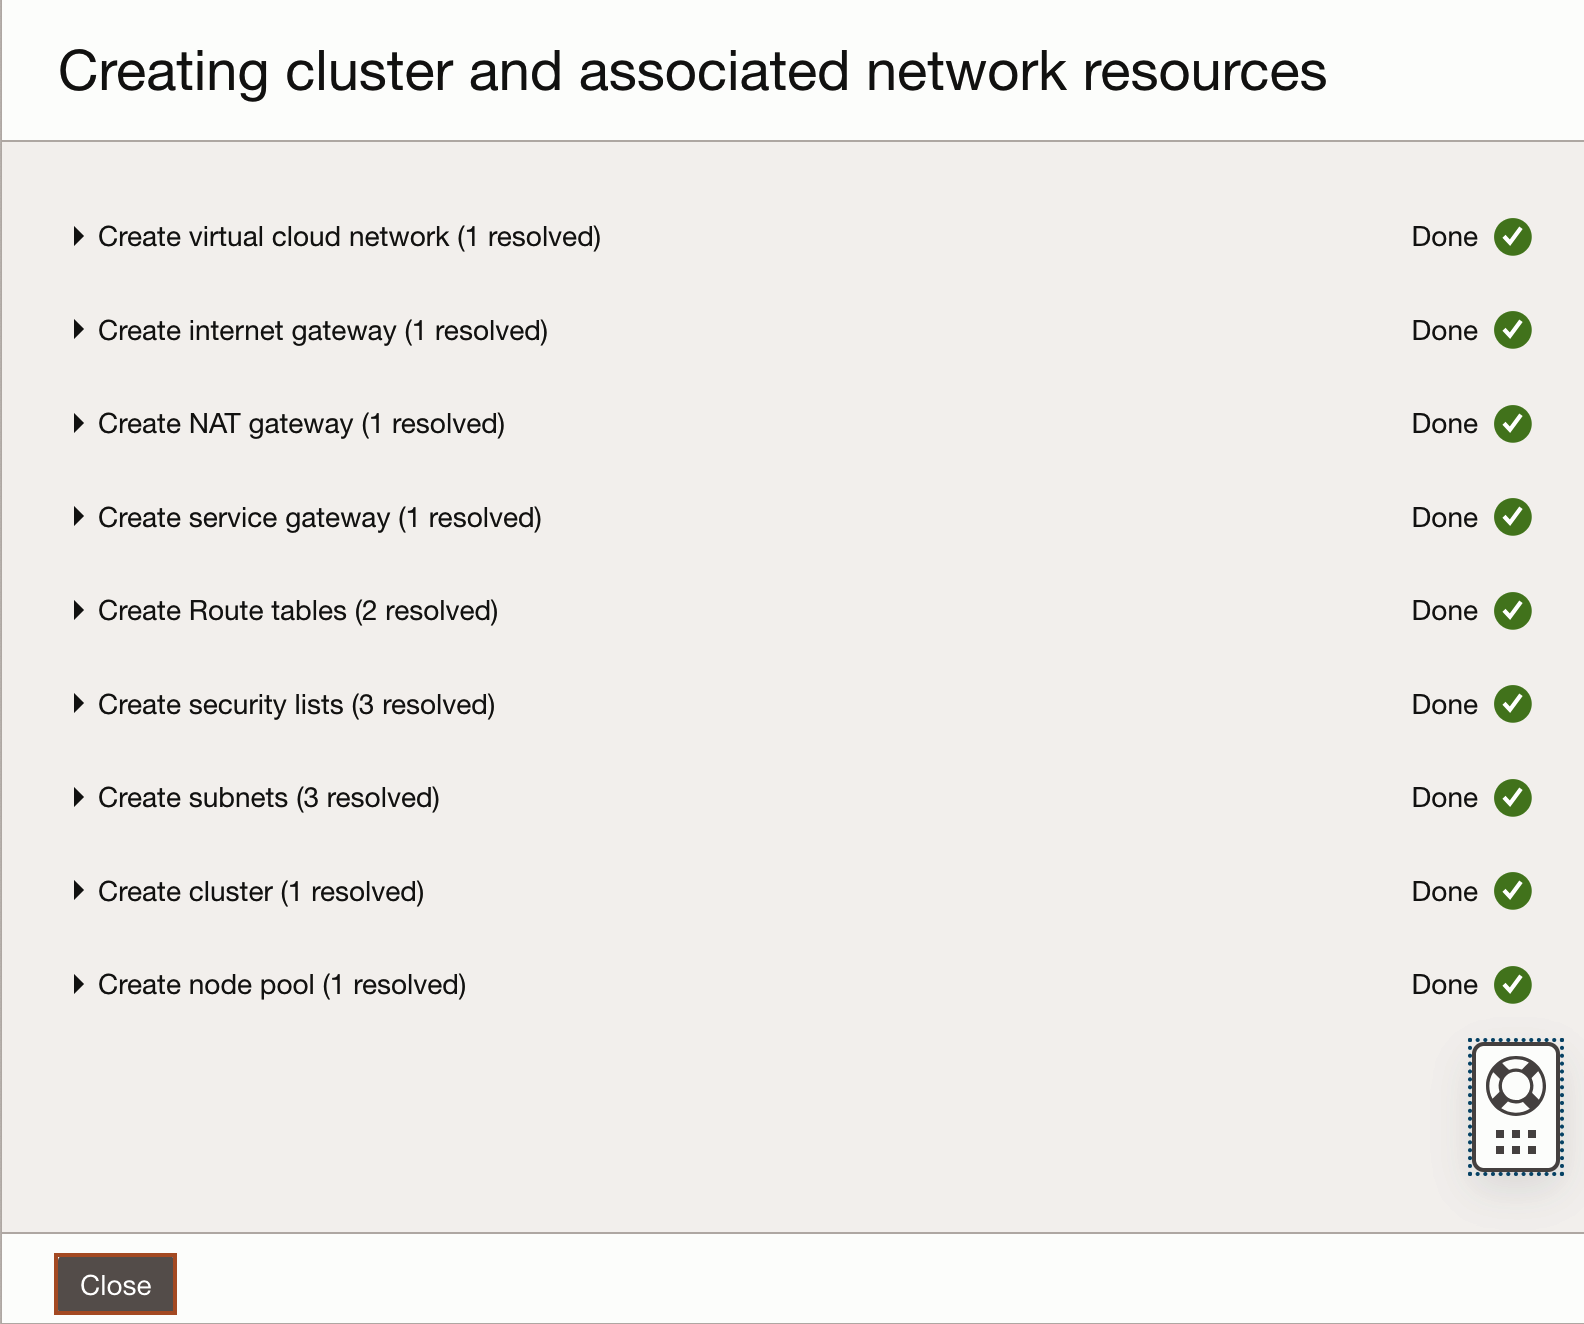 Creating cluster and associated network resources
Create virtual cloud network (1 resolved) Done
Create internet gateway (1 resolved) Done
Create NAT gateway (1 resolved) Done
Create service gateway (1 resolved) Done
Create Route tables (2 resolved) Done
Create security lists (3 resolved) Done
Create subnets (3 resolved) Done
Create cluster (1 resolved) Done
Create node pool (1 resolved) Done
Close